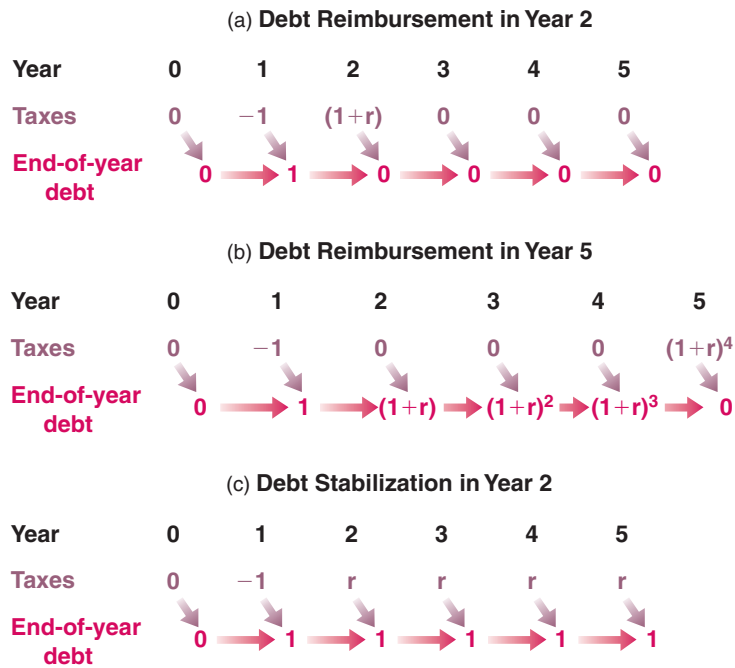 (a) Debt Reimbursement in Year 2
Year 0 1 2 3 4 5
Taxes 0 −1 (1+r) 0 0 0
End-of-year
debt
0 1 0 0 0 0
(b) Debt Reimbursement in Year 5
Year 0 1 2 3 4 5
Taxes 0 −1 0 0 0 (1+r)⁴
End-of-year
debt
0 1 (1+r) (1+r)² (1+r)³ 0
(c) Debt Stabilization in Year 2
Year 0 1 2 3 4 5
Taxes 0 −1 r r r r
End-of-year
debt
0 1 1 1 1 1